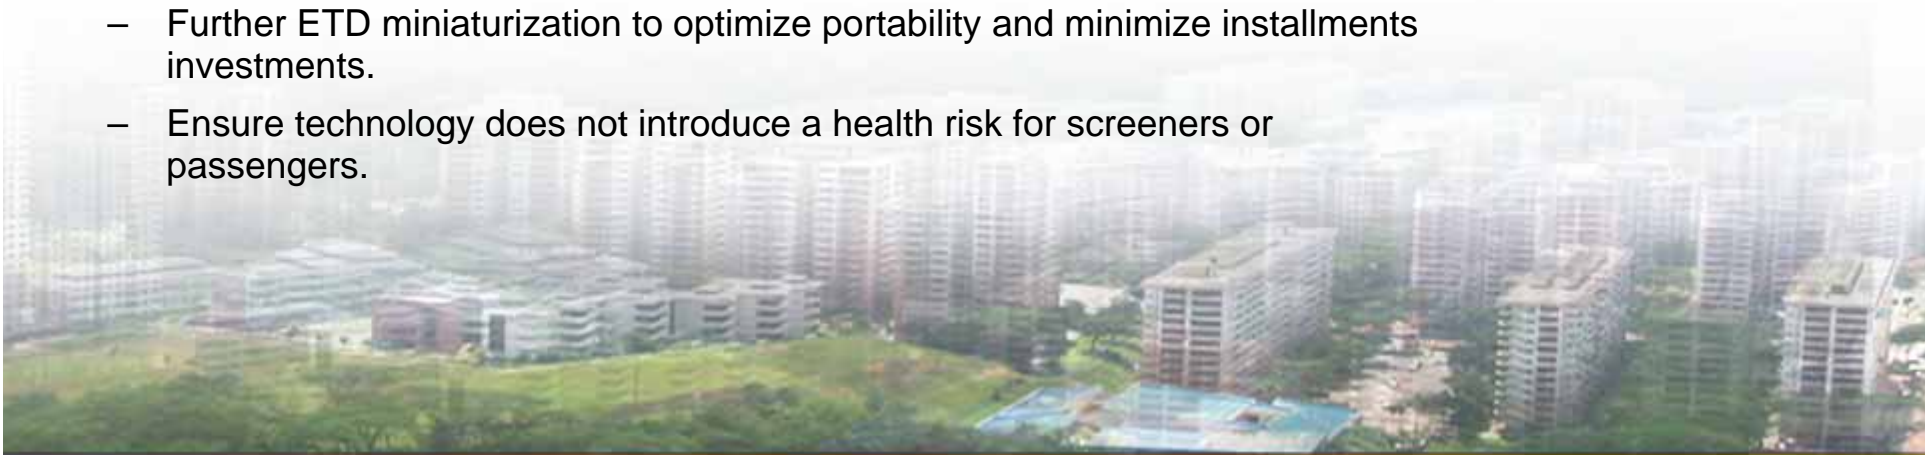 – Further ETD miniaturization to optimize portability and minimize installments
investments.
– Ensure technology does not introduce a health risk for screeners or
passengers.